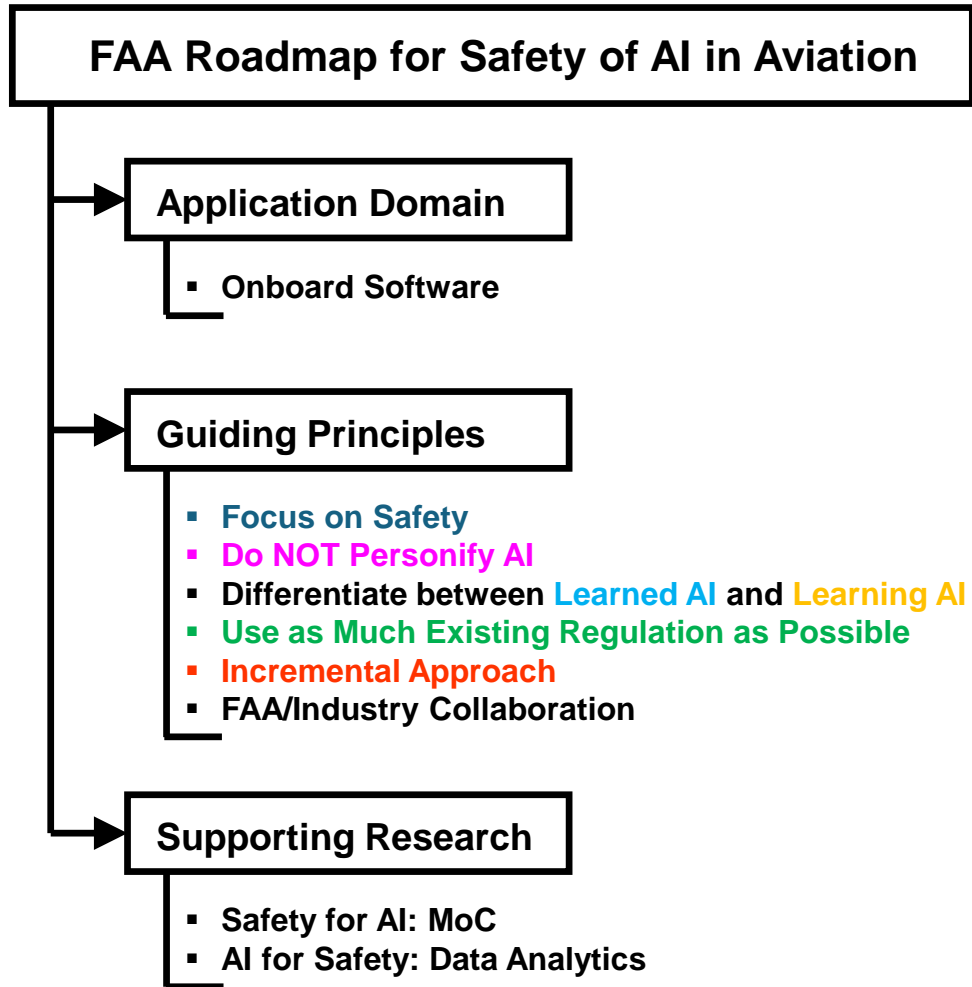 FAA Roadmap for Safety of AI in Aviation
Application Domain
▪ Onboard Software
Guiding Principles
▪ Focus on Safety
▪ Do NOT Personify AI
▪ Differentiate between Learned AI and Learning AI
▪ Use as Much Existing Regulation as Possible
▪ Incremental Approach
▪ FAA/Industry Collaboration
Supporting Research
▪ Safety for AI: MoC
▪ AI for Safety: Data Analytics